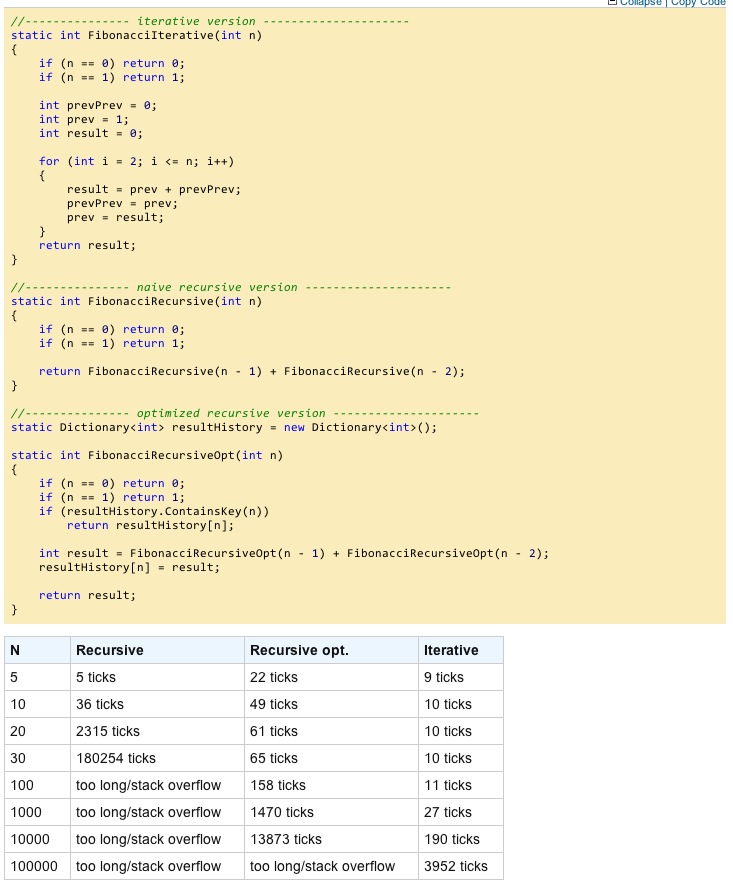 Collapse | Copy Code
//--------------- iterative version ---------------------
static int FibonacciIterative(int n)
{
    if (n == 0) return 0;
    if (n == 1) return 1;

    int prevPrev = 0;
    int prev = 1;
    int result = 0;

    for (int i = 2; i <= n; i++)
    {
        result = prev + prevPrev;
        prevPrev = prev;
        prev = result;
    }
    return result;
}

//--------------- naive recursive version ---------------------
static int FibonacciRecursive(int n)
{
    if (n == 0) return 0;
    if (n == 1) return 1;

    return FibonacciRecursive(n - 1) + FibonacciRecursive(n - 2);
}

//--------------- optimized recursive version ---------------------
static Dictionary<int> resultHistory = new Dictionary<int>();

static int FibonacciRecursiveOpt(int n)
{
    if (n == 0) return 0;
    if (n == 1) return 1;
    if (resultHistory.ContainsKey(n))
        return resultHistory[n];

    int result = FibonacciRecursiveOpt(n - 1) + FibonacciRecursiveOpt(n - 2);
    resultHistory[n] = result;

    return result;
}
N Recursive Recursive opt. Iterative
5 5 ticks 22 ticks 9 ticks
10 36 ticks 49 ticks 10 ticks
20 2315 ticks 61 ticks 10 ticks
30 180254 ticks 65 ticks 10 ticks
100 too long/stack overflow 158 ticks 11 ticks
1000 too long/stack overflow 1470 ticks 27 ticks
10000 too long/stack overflow 13873 ticks 190 ticks
100000 too long/stack overflow too long/stack overflow 3952 ticks